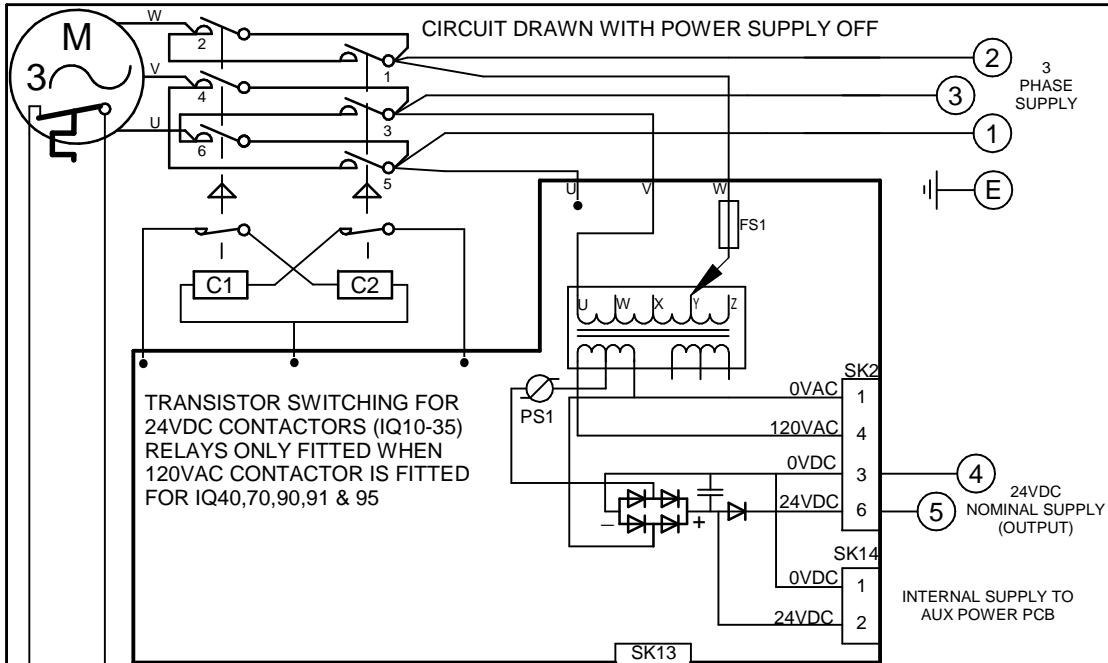 CIRCUIT DRAWN WITH POWER SUPPLY OFF
W
M
3
V
U
2
4
6
1
3
5
2
3
1
E
3
PHASE
SUPPLY
U
V
W
FS1
C1
C2
U
W
X
Y
Z
PS1
TRANSISTOR SWITCHING FOR
24VDC CONTACTORS (IQ10-35)
RELAYS ONLY FITTED WHEN
120VAC CONTACTOR IS FITTED
FOR IQ40,70,90,91 & 95
SK2
0VAC 1
120VAC 4
0VDC 3
24VDC 6
4
5
24VDC
NOMINAL SUPPLY
(OUTPUT)
– +
SK14
0VDC 1
24VDC 2
INTERNAL SUPPLY TO
AUX POWER PCB
SK13